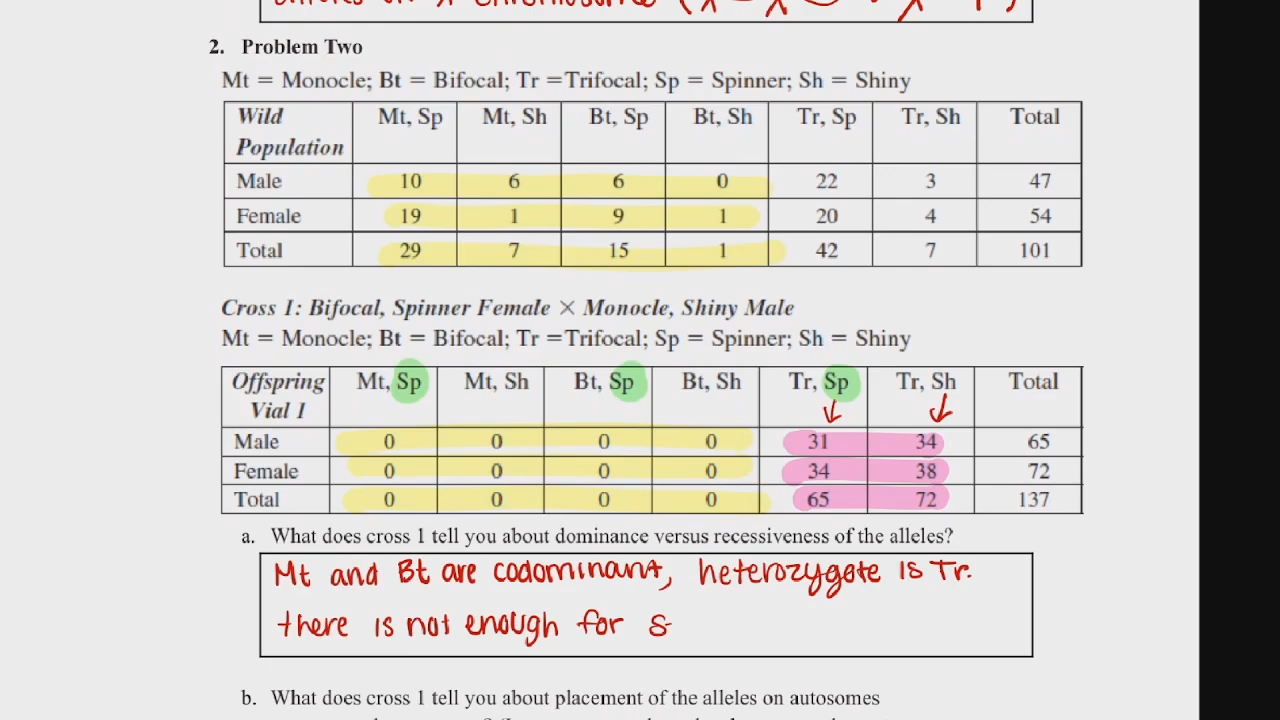 2. Problem Two
Mt = Monocle; Bt = Bifocal; Tr =Trifocal; Sp = Spinner; Sh = Shiny
Wild Population | Mt, Sp | Mt, Sh | Bt, Sp | Bt, Sh | Tr, Sp | Tr, Sh | Total
Male | 10 | 6 | 6 | 0 | 22 | 3 | 47
Female | 19 | 1 | 9 | 1 | 20 | 4 | 54
Total | 29 | 7 | 15 | 1 | 42 | 7 | 101
Cross 1: Bifocal, Spinner Female × Monocle, Shiny Male
Mt = Monocle; Bt = Bifocal; Tr =Trifocal; Sp = Spinner; Sh = Shiny
Offspring Vial 1 | Mt, Sp | Mt, Sh | Bt, Sp | Bt, Sh | Tr, Sp | Tr, Sh | Total
Male | 0 | 0 | 0 | 0 | 31 | 34 | 65
Female | 0 | 0 | 0 | 0 | 34 | 38 | 72
Total | 0 | 0 | 0 | 0 | 65 | 72 | 137
a. What does cross 1 tell you about dominance versus recessiveness of the alleles?
Mt and Bt are codominant, heterozygote is Tr.
there is not enough for s
b. What does cross 1 tell you about placement of the alleles on autosomes